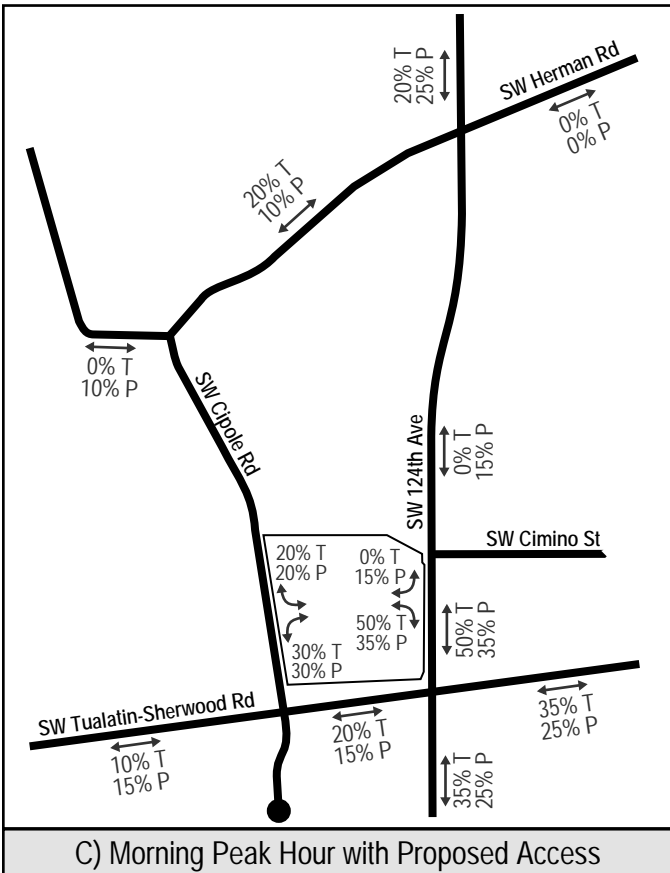 20% T
25% P
SW Herman Rd
0% T
0% P
20% T
10% P
0% T
10% P
SW Cipole Rd
SW 124th Ave
0% T
15% P
SW Cimino St
20% T
20% P
0% T
15% P
50% T
35% P
30% T
30% P
50% T
35% P
SW Tualatin-Sherwood Rd
10% T
15% P
20% T
15% P
35% T
25% P
35% T
25% P
C) Morning Peak Hour with Proposed Access